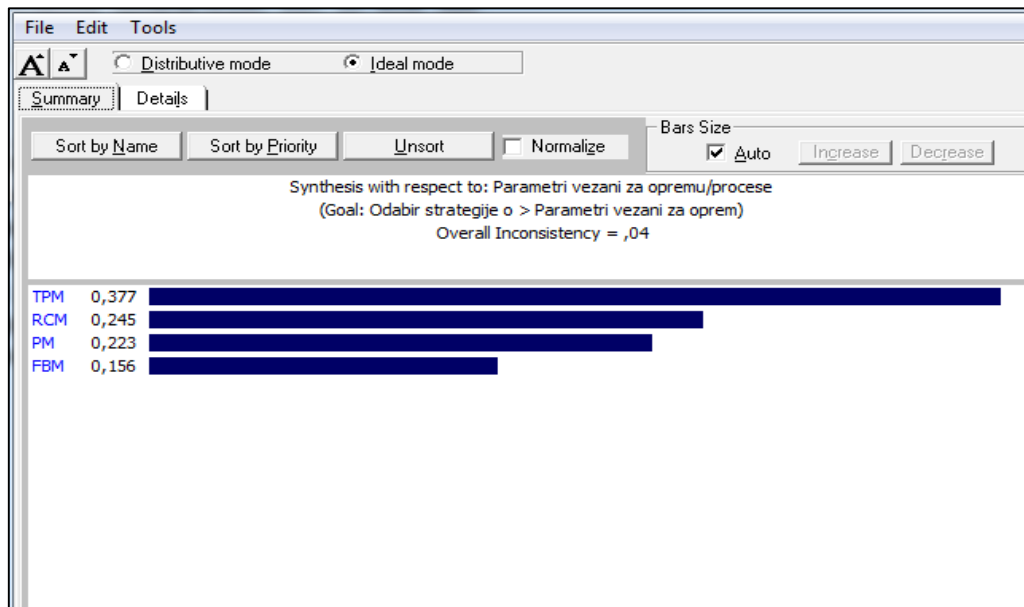 File Edit Tools
A A Distributive mode Ideal mode
Summary Details
Sort by Name Sort by Priority Unsort Normalize Bars Size Auto Increase Decrease
Synthesis with respect to: Parametri vezani za opremu/procese
(Goal: Odabir strategije o > Parametri vezani za oprem)
Overall Inconsistency = ,04
TPM 0,377
RCM 0,245
PM 0,223
FBM 0,156